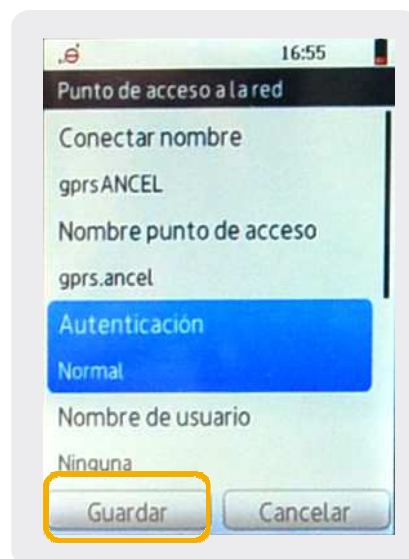 16:55
Punto de acceso a la red
Conectar nombre
gprsANCEL
Nombre punto de acceso
gprs.ancel
Autenticación
Normal
Nombre de usuario
Ninguna
Guardar
Cancelar